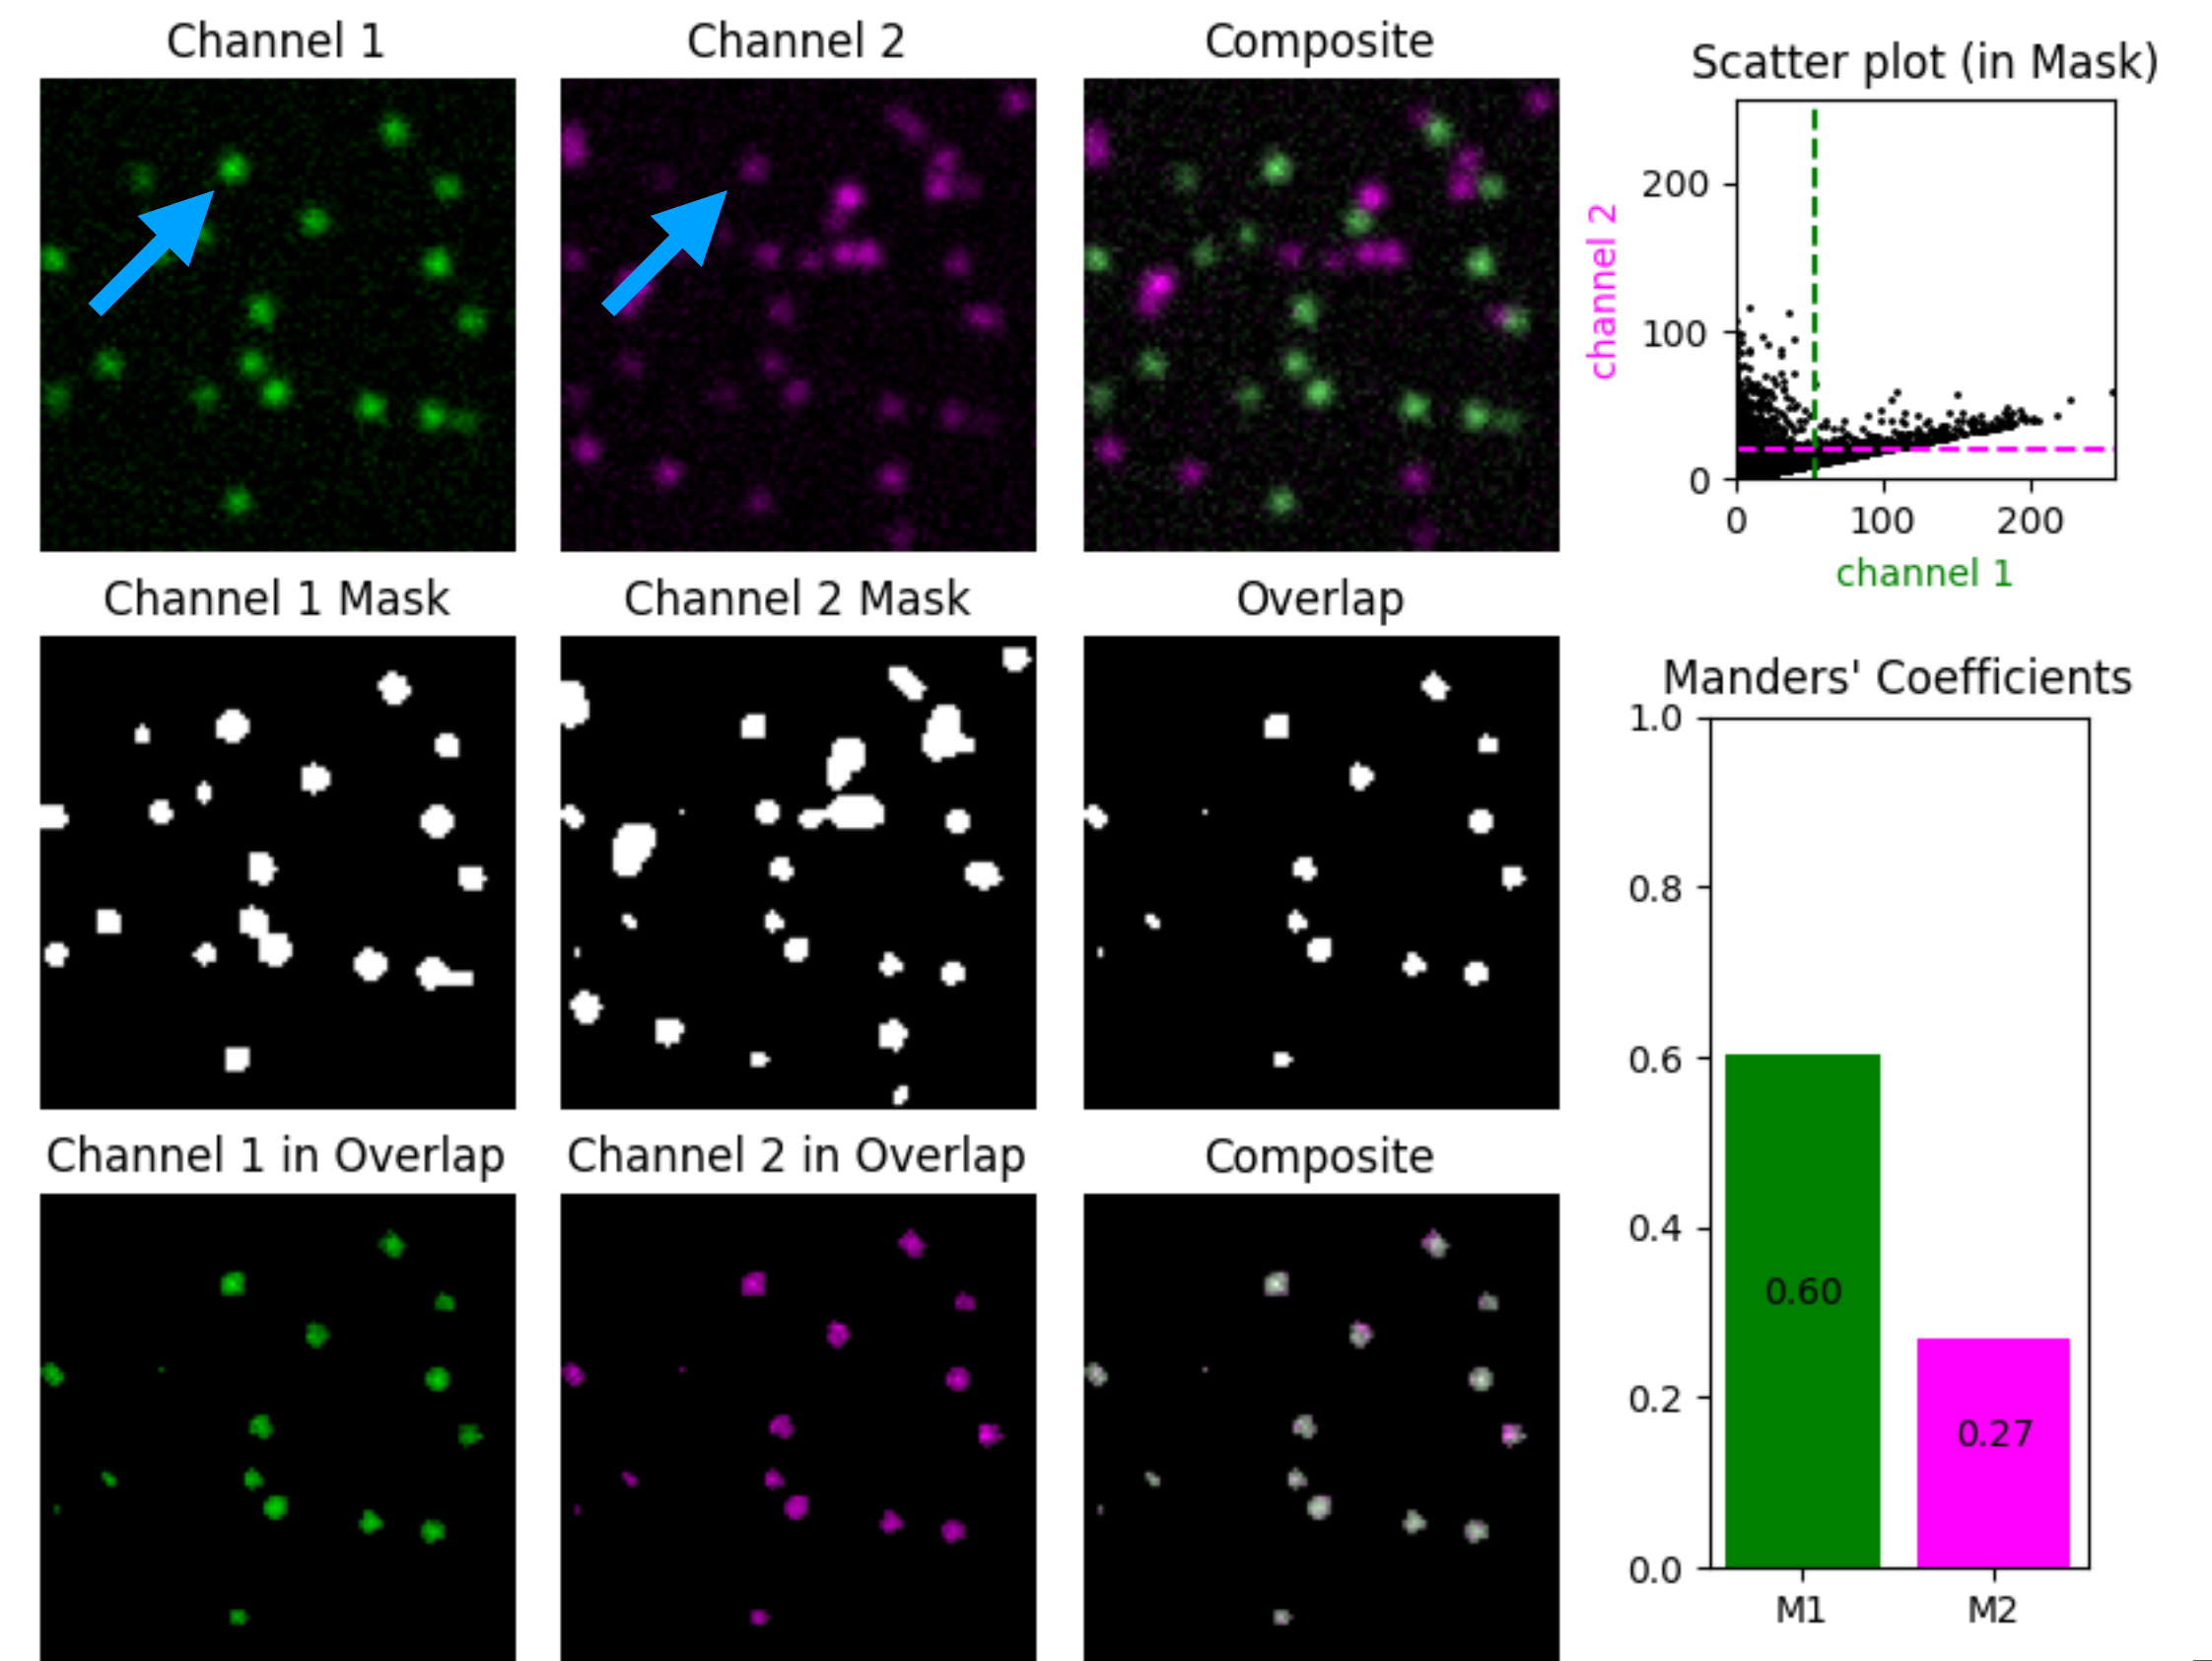 Channel 1
Channel 2
Composite
Scatter plot (in Mask)
channel 2
200
100
0
0 100 200
channel 1
Channel 1 Mask
Channel 2 Mask
Overlap
Manders' Coefficients
1.0
0.8
0.6
0.4
0.2
0.0
0.60
0.27
M1 M2
Channel 1 in Overlap
Channel 2 in Overlap
Composite